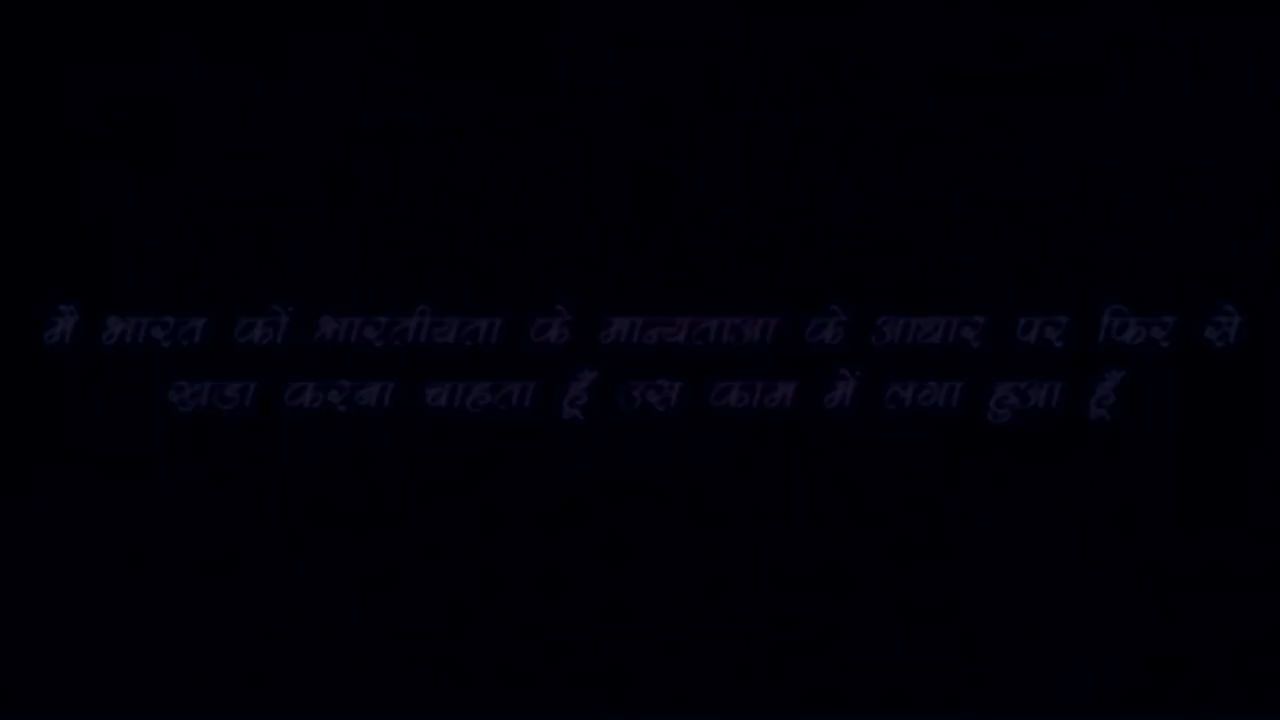 मै भारत कों भारतीयता के मान्यताआ के आधार पर फिर से
खडा करना चाहता हूँ उस काम में लगा हुआ हूँ